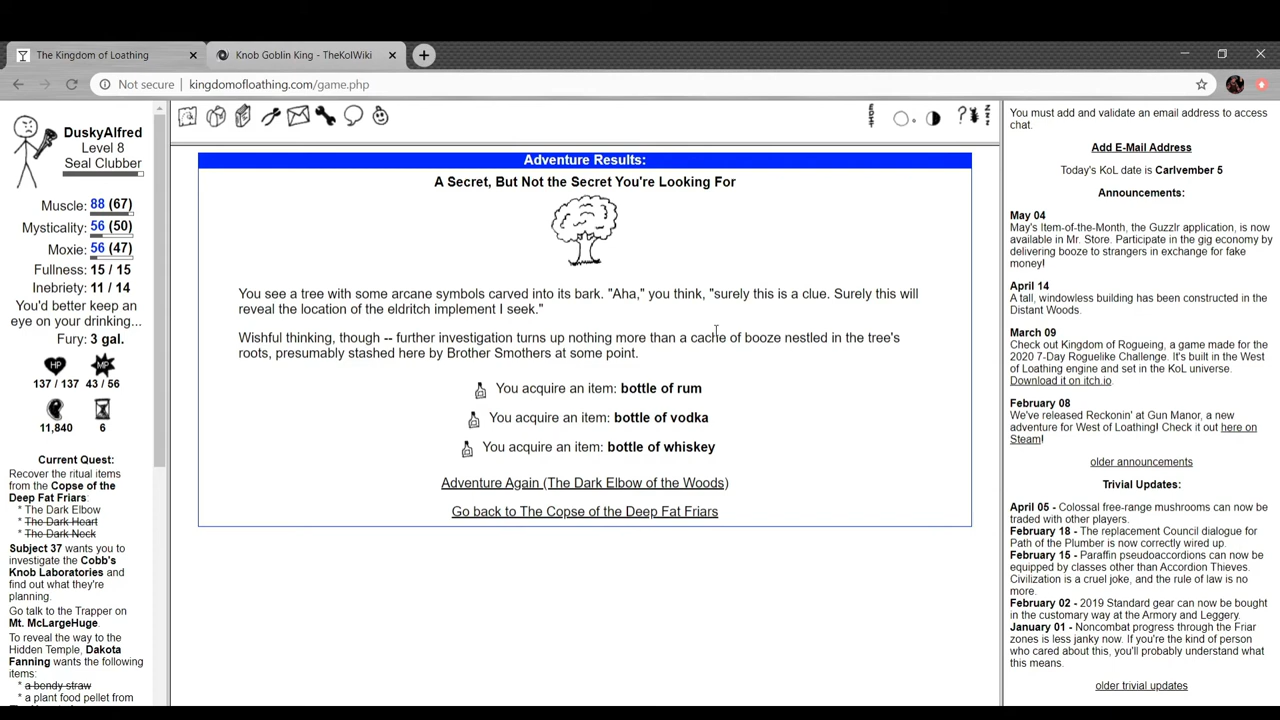 The Kingdom of Loathing
Knob Goblin King - TheKolWiki
Not secure
kingdomofloathing.com/game.php
DuskyAlfred
Level 8
Seal Clubber
Muscle: 88 (67)
Mysticality: 56 (50)
Moxie: 56 (47)
Fullness: 15 / 15
Inebriety: 11 / 14
You'd better keep an
eye on your drinking...
Fury: 3 gal.
HP
MP
137 / 137
43 / 56
11,840
6
Current Quest:
Recover the ritual items
from the Copse of the
Deep Fat Friars:
* The Dark Elbow
* The Dark Heart
* The Dark Neck
Subject 37 wants you to
investigate the Cobb's
Knob Laboratories and
find out what they're
planning.
Go talk to the Trapper on
Mt. McLargeHuge.
To reveal the way to the
Hidden Temple, Dakota
Fanning wants the following
items:
* a bendy straw
* a plant food pellet from
EDIT
Adventure Results:
A Secret, But Not the Secret You're Looking For
You see a tree with some arcane symbols carved into its bark. "Aha," you think, "surely this is a clue. Surely this will
reveal the location of the eldritch implement I seek."
Wishful thinking, though -- further investigation turns up nothing more than a cache of booze nestled in the tree's
roots, presumably stashed here by Brother Smothers at some point.
You acquire an item: bottle of rum
You acquire an item: bottle of vodka
You acquire an item: bottle of whiskey
Adventure Again (The Dark Elbow of the Woods)
Go back to The Copse of the Deep Fat Friars
You must add and validate an email address to access
chat.
Add E-Mail Address
Today's KoL date is Carlvember 5
Announcements:
May 04
May's Item-of-the-Month, the Guzzlr application, is now
available in Mr. Store. Participate in the gig economy by
delivering booze to strangers in exchange for fake
money!
April 14
A tall, windowless building has been constructed in the
Distant Woods.
March 09
Check out Kingdom of Rogueing, a game made for the
2020 7-Day Roguelike Challenge. It's built in the West
of Loathing engine and set in the KoL universe.
Download it on itch.io.
February 08
We've released Reckonin' at Gun Manor, a new
adventure for West of Loathing! Check it out here on
Steam!
older announcements
Trivial Updates:
April 05 - Colossal free-range mushrooms can now be
traded with other players.
February 18 - The replacement Council dialogue for
Path of the Plumber is now correctly wired up.
February 15 - Paraffin pseudoaccordions can now be
equipped by classes other than Accordion Thieves.
Civilization is a cruel joke, and the rule of law is no
more.
February 02 - 2019 Standard gear can now be bought
in the customary way at the Armory and Leggery.
January 01 - Noncombat progress through the Friar
zones is less janky now. If you're the kind of person
who cared about this, you'll probably understand what
this means.
older trivial updates